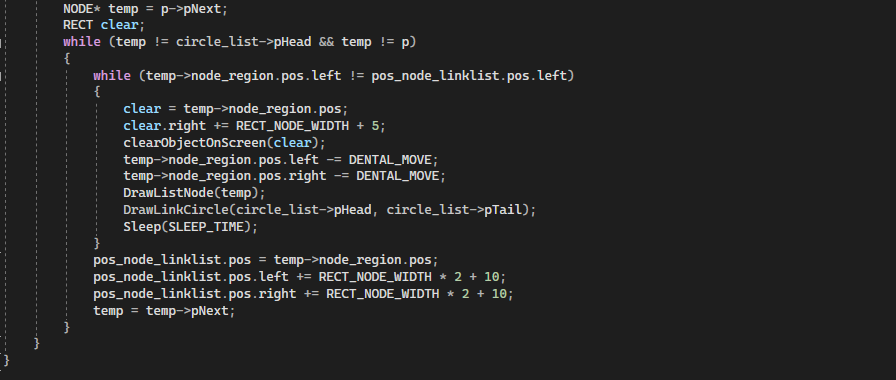 NODE* temp = p->pNext;
RECT clear;
while (temp != circle_list->pHead && temp != p)
{
while (temp->node_region.pos.left != pos_node_linklist.pos.left)
{
clear = temp->node_region.pos;
clear.right += RECT_NODE_WIDTH + 5;
clearObjectOnScreen(clear);
temp->node_region.pos.left -= DENTAL_MOVE;
temp->node_region.pos.right -= DENTAL_MOVE;
DrawListNode(temp);
DrawLinkCircle(circle_list->pHead, circle_list->pTail);
Sleep(SLEEP_TIME);
}
pos_node_linklist.pos = temp->node_region.pos;
pos_node_linklist.pos.left += RECT_NODE_WIDTH * 2 + 10;
pos_node_linklist.pos.right += RECT_NODE_WIDTH * 2 + 10;
temp = temp->pNext;
}
}
}